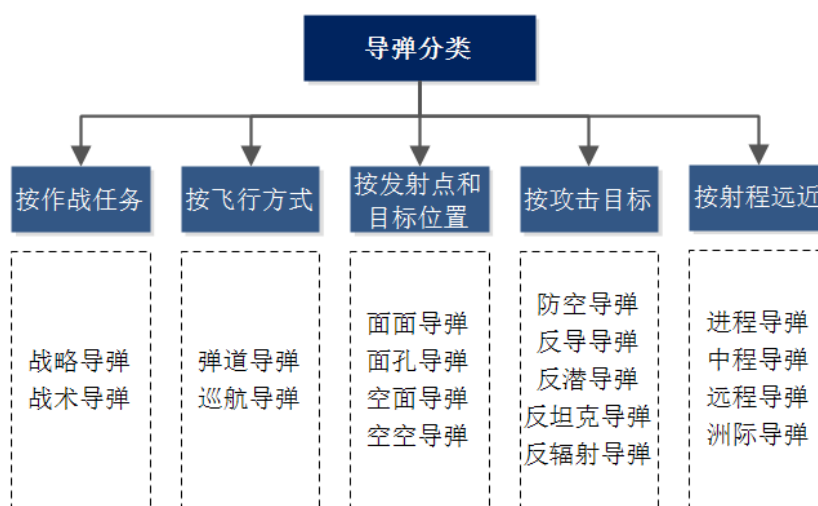 导弹分类
按作战任务
按飞行方式
按发射点和
目标位置
按攻击目标
按射程远近
战略导弹
战术导弹
弹道导弹
巡航导弹
面面导弹
面孔导弹
空面导弹
空空导弹
防空导弹
反导导弹
反潜导弹
反坦克导弹
反辐射导弹
进程导弹
中程导弹
远程导弹
洲际导弹